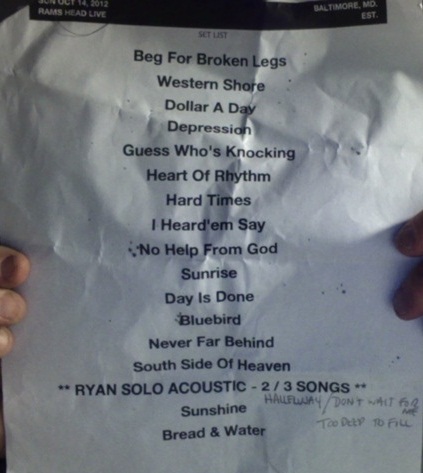 SUN OCT 14, 2012
RAMS HEAD LIVE
BALTIMORE, MD.
EST.
SET LIST
Beg For Broken Legs
Western Shore
Dollar A Day
Depression
Guess Who's Knocking
Heart Of Rhythm
Hard Times
I Heard'em Say
No Help From God
Sunrise
Day Is Done
Bluebird
Never Far Behind
South Side Of Heaven
** RYAN SOLO ACOUSTIC - 2 / 3 SONGS **
HALLELUJAH / DON'T WAIT FOR ME
TOO DEEP TO FILL
Sunshine
Bread & Water